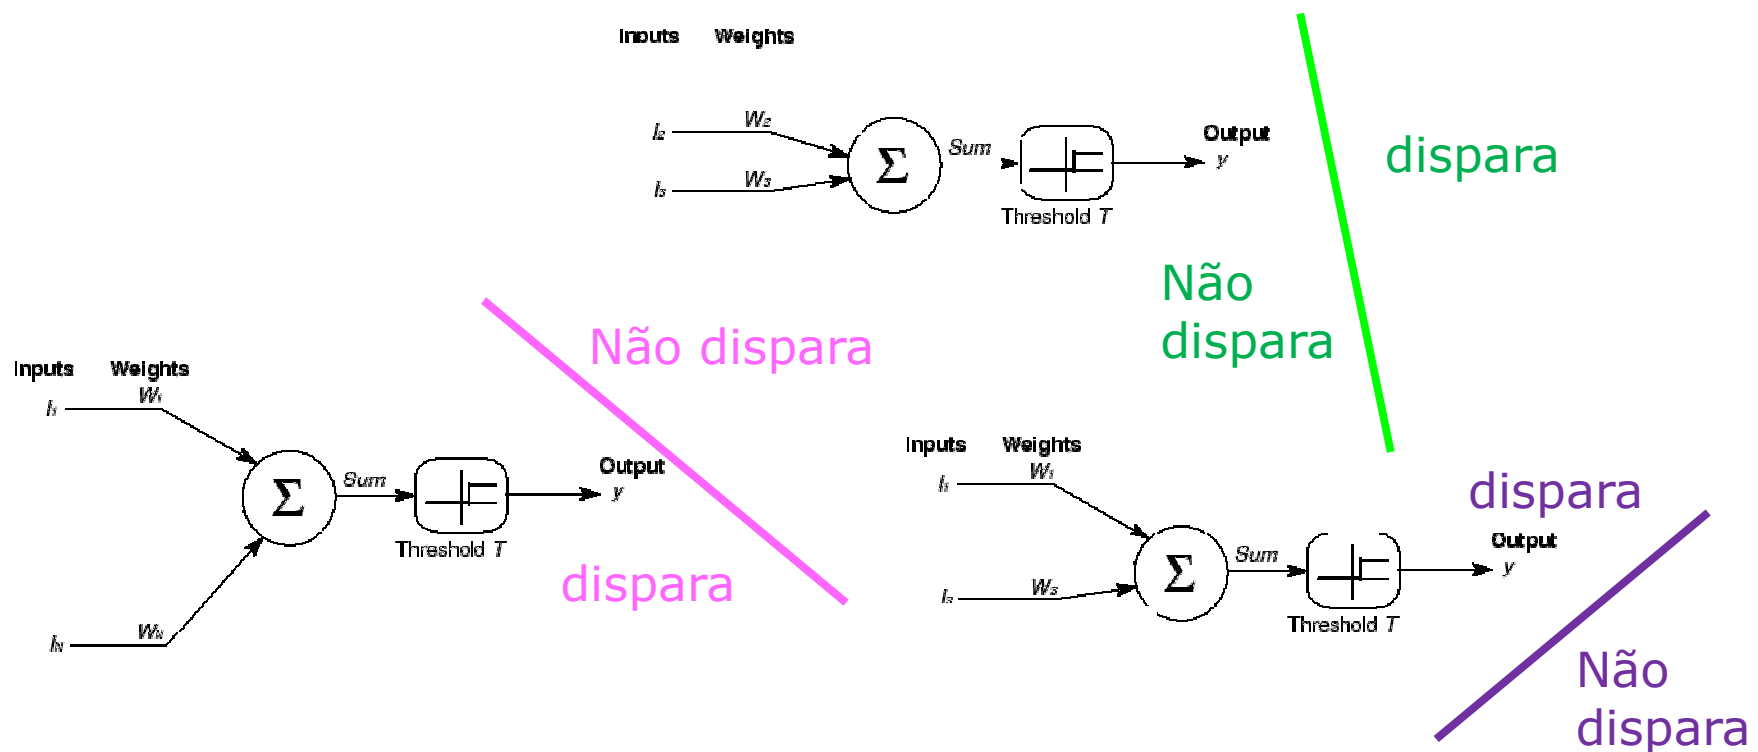 Inputs Weights
I2 W2
I3 W3
Σ
Sum
Threshold T
Output
y
dispara
Não
dispara
Não dispara
dispara
Inputs Weights
I1 W1
IN WN
Σ
Sum
Threshold T
Output
y
Inputs Weights
I1 W1
I3 W3
Σ
Sum
Threshold T
Output
y
dispara
Não
dispara